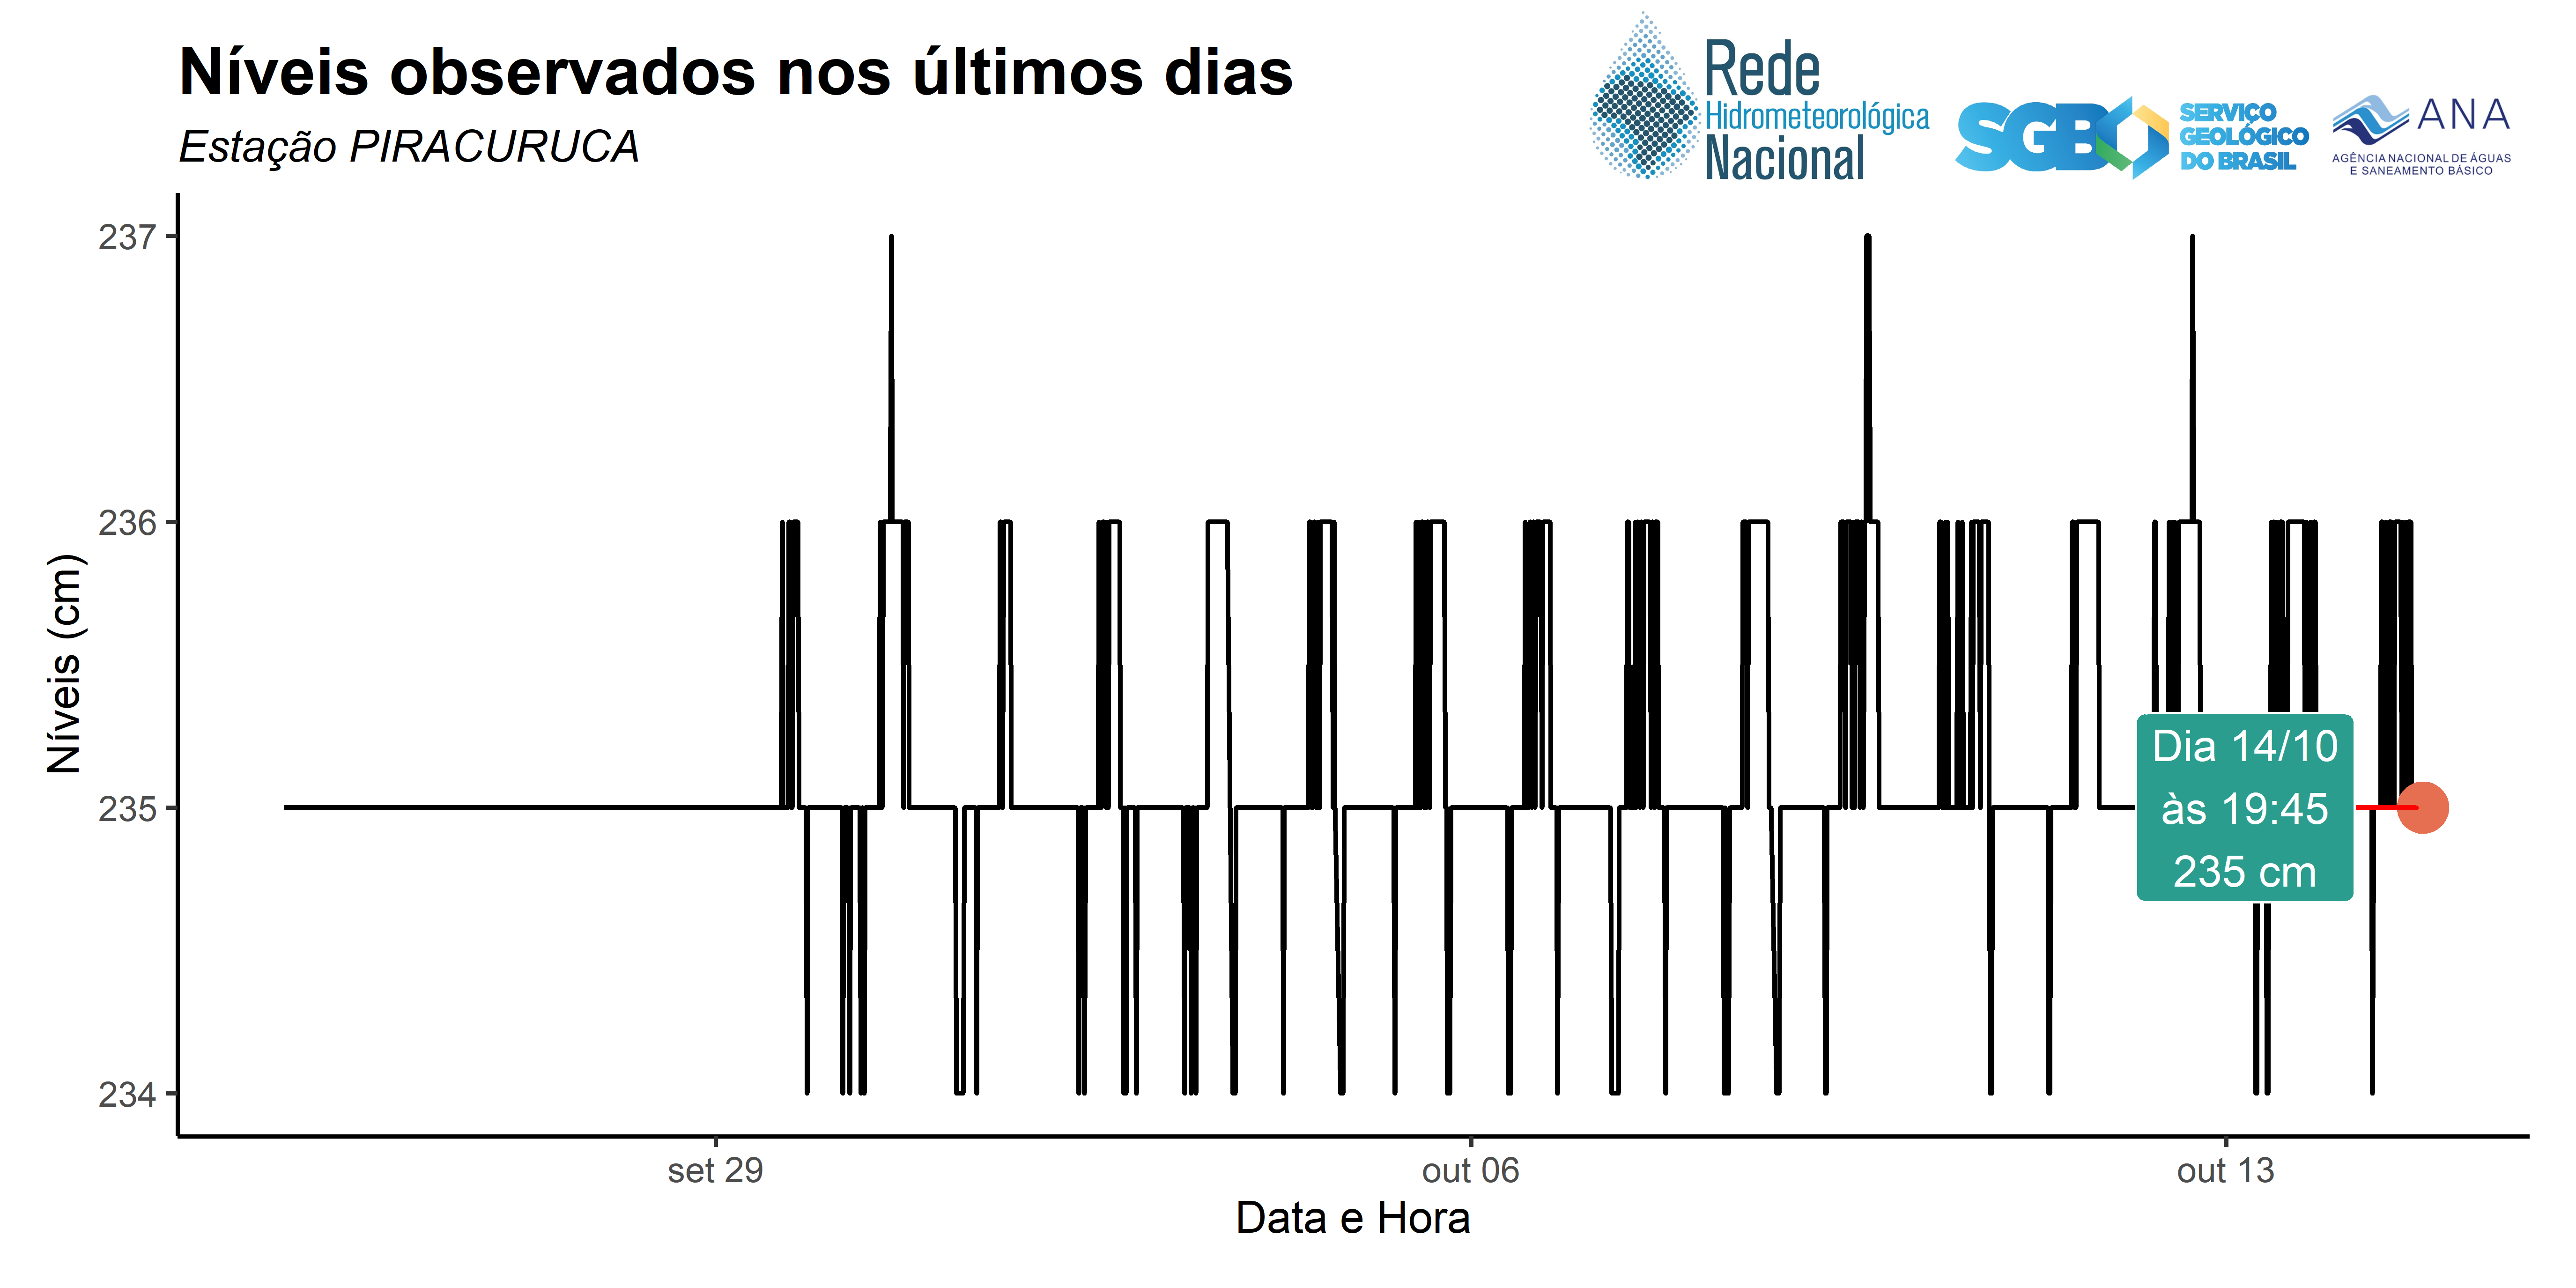 Níveis observados nos últimos dias
Estação PIRACURUCA
Rede
Hidrometeorológica
Nacional
SGB
SERVIÇO
GEOLÓGICO
DO BRASIL
ANA
AGÊNCIA NACIONAL DE ÁGUAS
E SANEAMENTO BÁSICO
Níveis (cm)
237
236
235
234
Dia 14/10
às 19:45
235 cm
set 29
out 06
out 13
Data e Hora